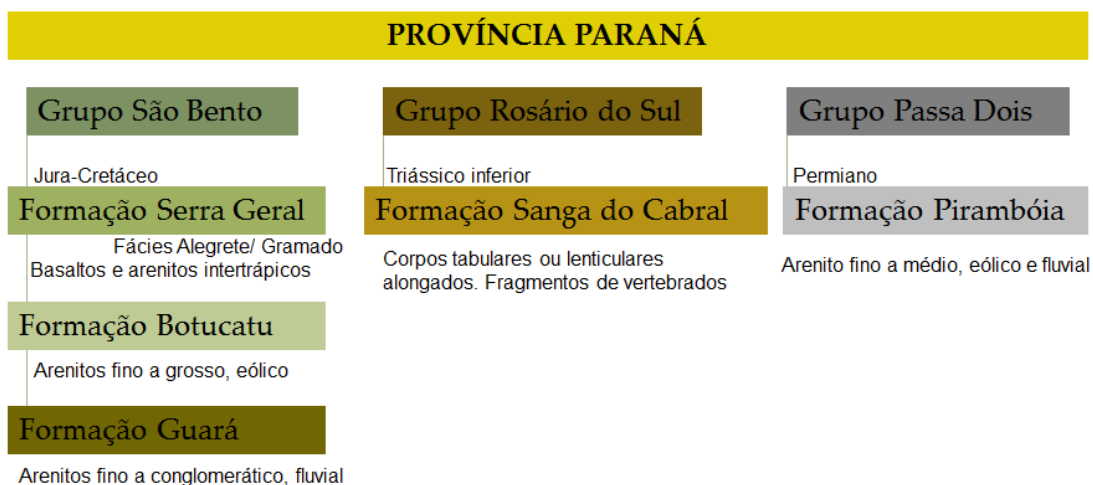 PROVÍNCIA PARANÁ
Grupo São Bento
Jura-Cretáceo
Formação Serra Geral
Fácies Alegrete/ Gramado
Basaltos e arenitos intertrápicos
Formação Botucatu
Arenitos fino a grosso, eólico
Formação Guará
Arenitos fino a conglomerático, fluvial
Grupo Rosário do Sul
Triássico inferior
Formação Sanga do Cabral
Corpos tabulares ou lenticulares
alongados. Fragmentos de vertebrados
Grupo Passa Dois
Permiano
Formação Pirambóia
Arenito fino a médio, eólico e fluvial